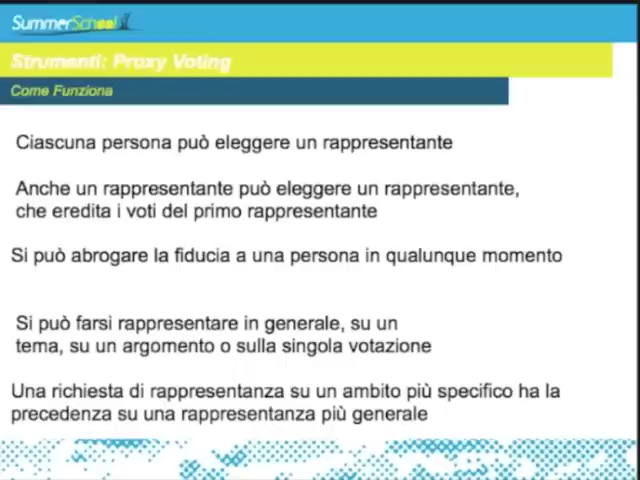 SummerSchool
Strumenti: Proxy Voting
Come Funziona
Ciascuna persona può eleggere un rappresentante
Anche un rappresentante può eleggere un rappresentante,
che eredita i voti del primo rappresentante
Si può abrogare la fiducia a una persona in qualunque momento
Si può farsi rappresentare in generale, su un
tema, su un argomento o sulla singola votazione
Una richiesta di rappresentanza su un ambito più specifico ha la
precedenza su una rappresentanza più generale